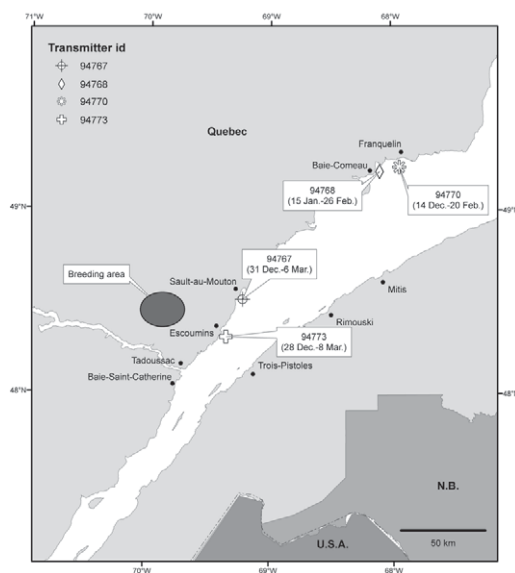 71°W
70°W
69°W
68°W
Transmitter id
94767
94768
94770
94773
Quebec
Franquelin
Baie-Comeau
94768
(15 Jan.-26 Feb.)
94770
(14 Dec.-20 Feb.)
49°N
49°N
94767
(31 Dec.-6 Mar.)
Breeding area
Sault-au-Mouton
Mitis
Rimouski
Escoumins
94773
(28 Dec.-8 Mar.)
Tadoussac
Trois-Pistoles
Baie-Saint-Catherine
48°N
48°N
N.B.
U.S.A.
50 km
70°W
69°W
68°W